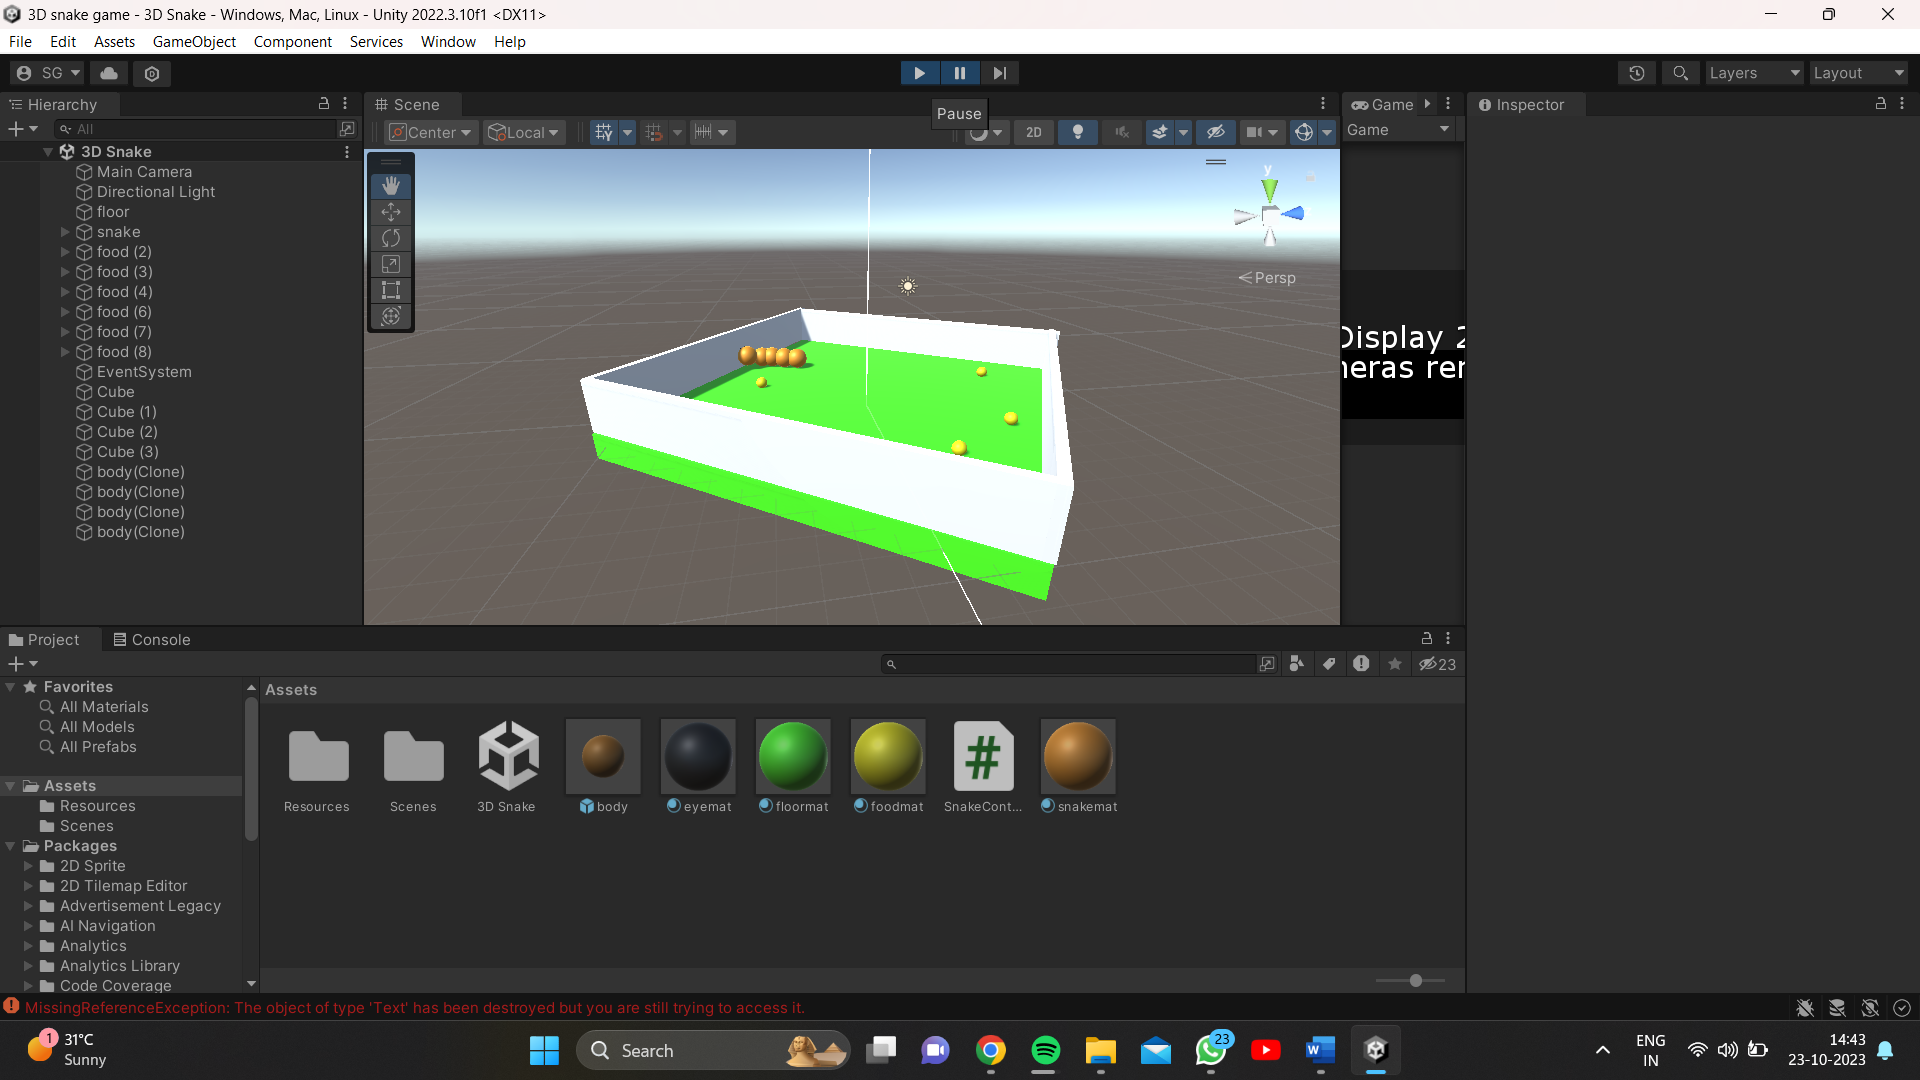 3D snake game - 3D Snake - Windows, Mac, Linux - Unity 2022.3.10f1 <DX11>
File Edit Assets GameObject Component Services Window Help
SG
Layers
Layout
Hierarchy
Scene
Game
Inspector
Pause
All
Center
Local
2D
Game
3D Snake
Main Camera
Directional Light
floor
snake
food (2)
food (3)
food (4)
food (6)
food (7)
food (8)
EventSystem
Cube
Cube (1)
Cube (2)
Cube (3)
body(Clone)
body(Clone)
body(Clone)
body(Clone)
y
Persp
Display 2
neras rer
Project
Console
23
Favorites
All Materials
All Models
All Prefabs
Assets
Resources
Scenes
Packages
2D Sprite
2D Tilemap Editor
Advertisement Legacy
AI Navigation
Analytics
Analytics Library
Code Coverage
Assets
Resources
Scenes
3D Snake
body
eyemat
floormat
foodmat
SnakeCont...
snakemat
MissingReferenceException: The object of type 'Text' has been destroyed but you are still trying to access it.
1
31°C
Sunny
Search
23
ENG
IN
14:43
23-10-2023